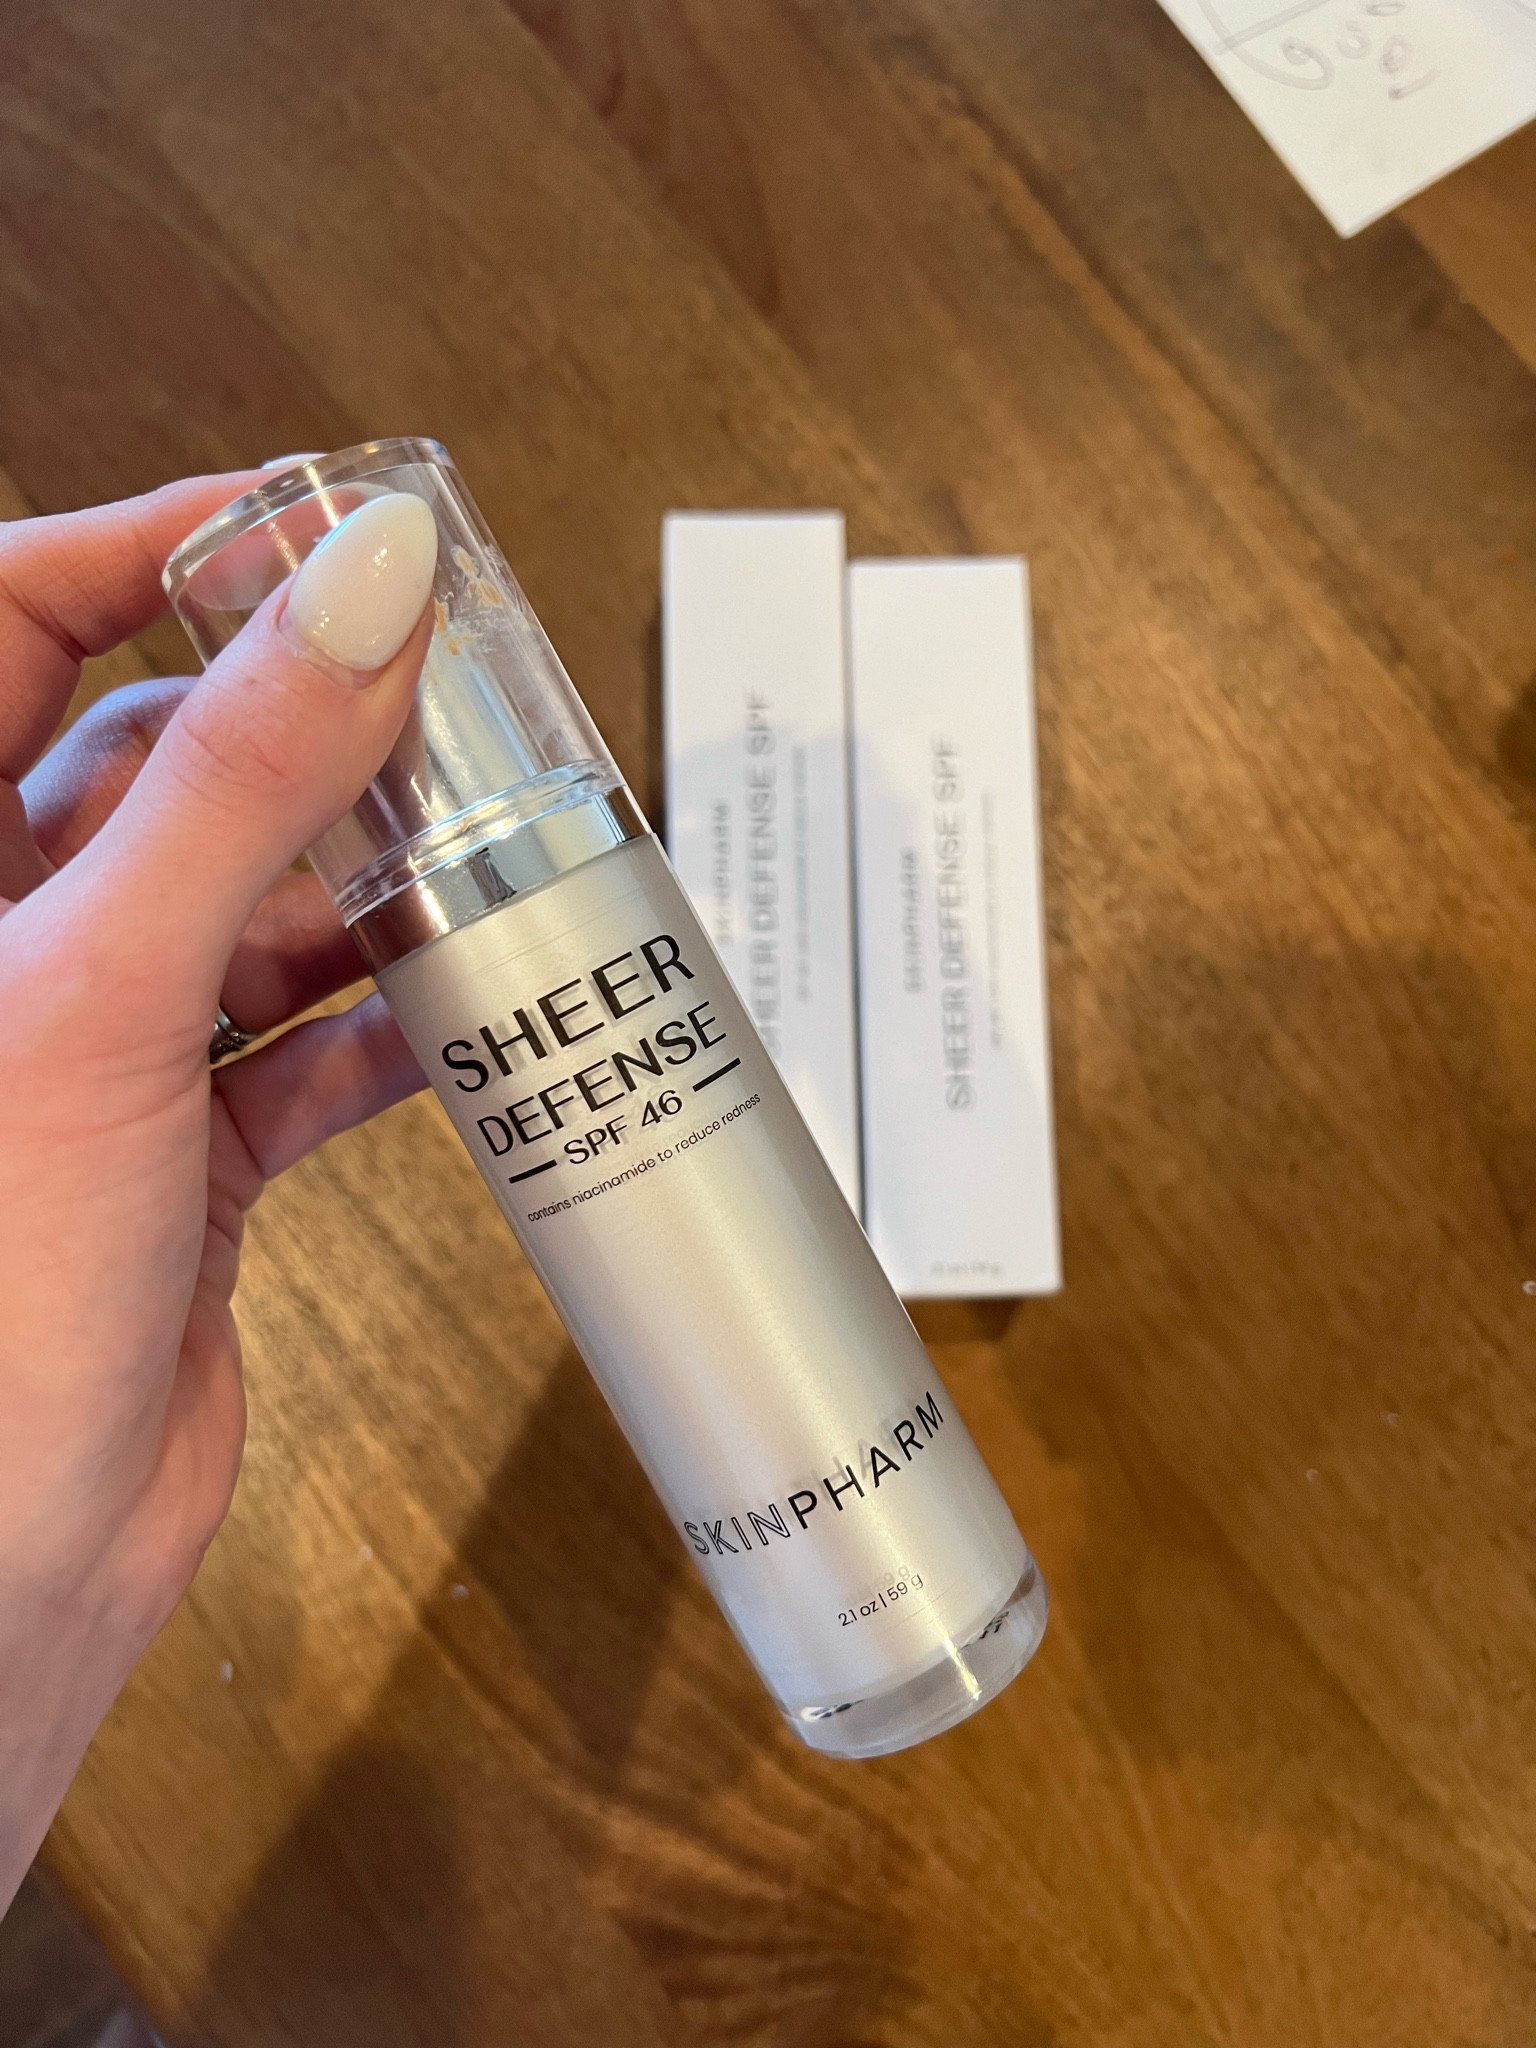 SHEER
DEFENSE
SPF 46
contains niacinamide to reduce redness
SKINPHARM
2.1 oz | 59 g
SKINPHARM
SHEER DEFENSE SPF
SKINPHARM
SHEER DEFENSE SPF